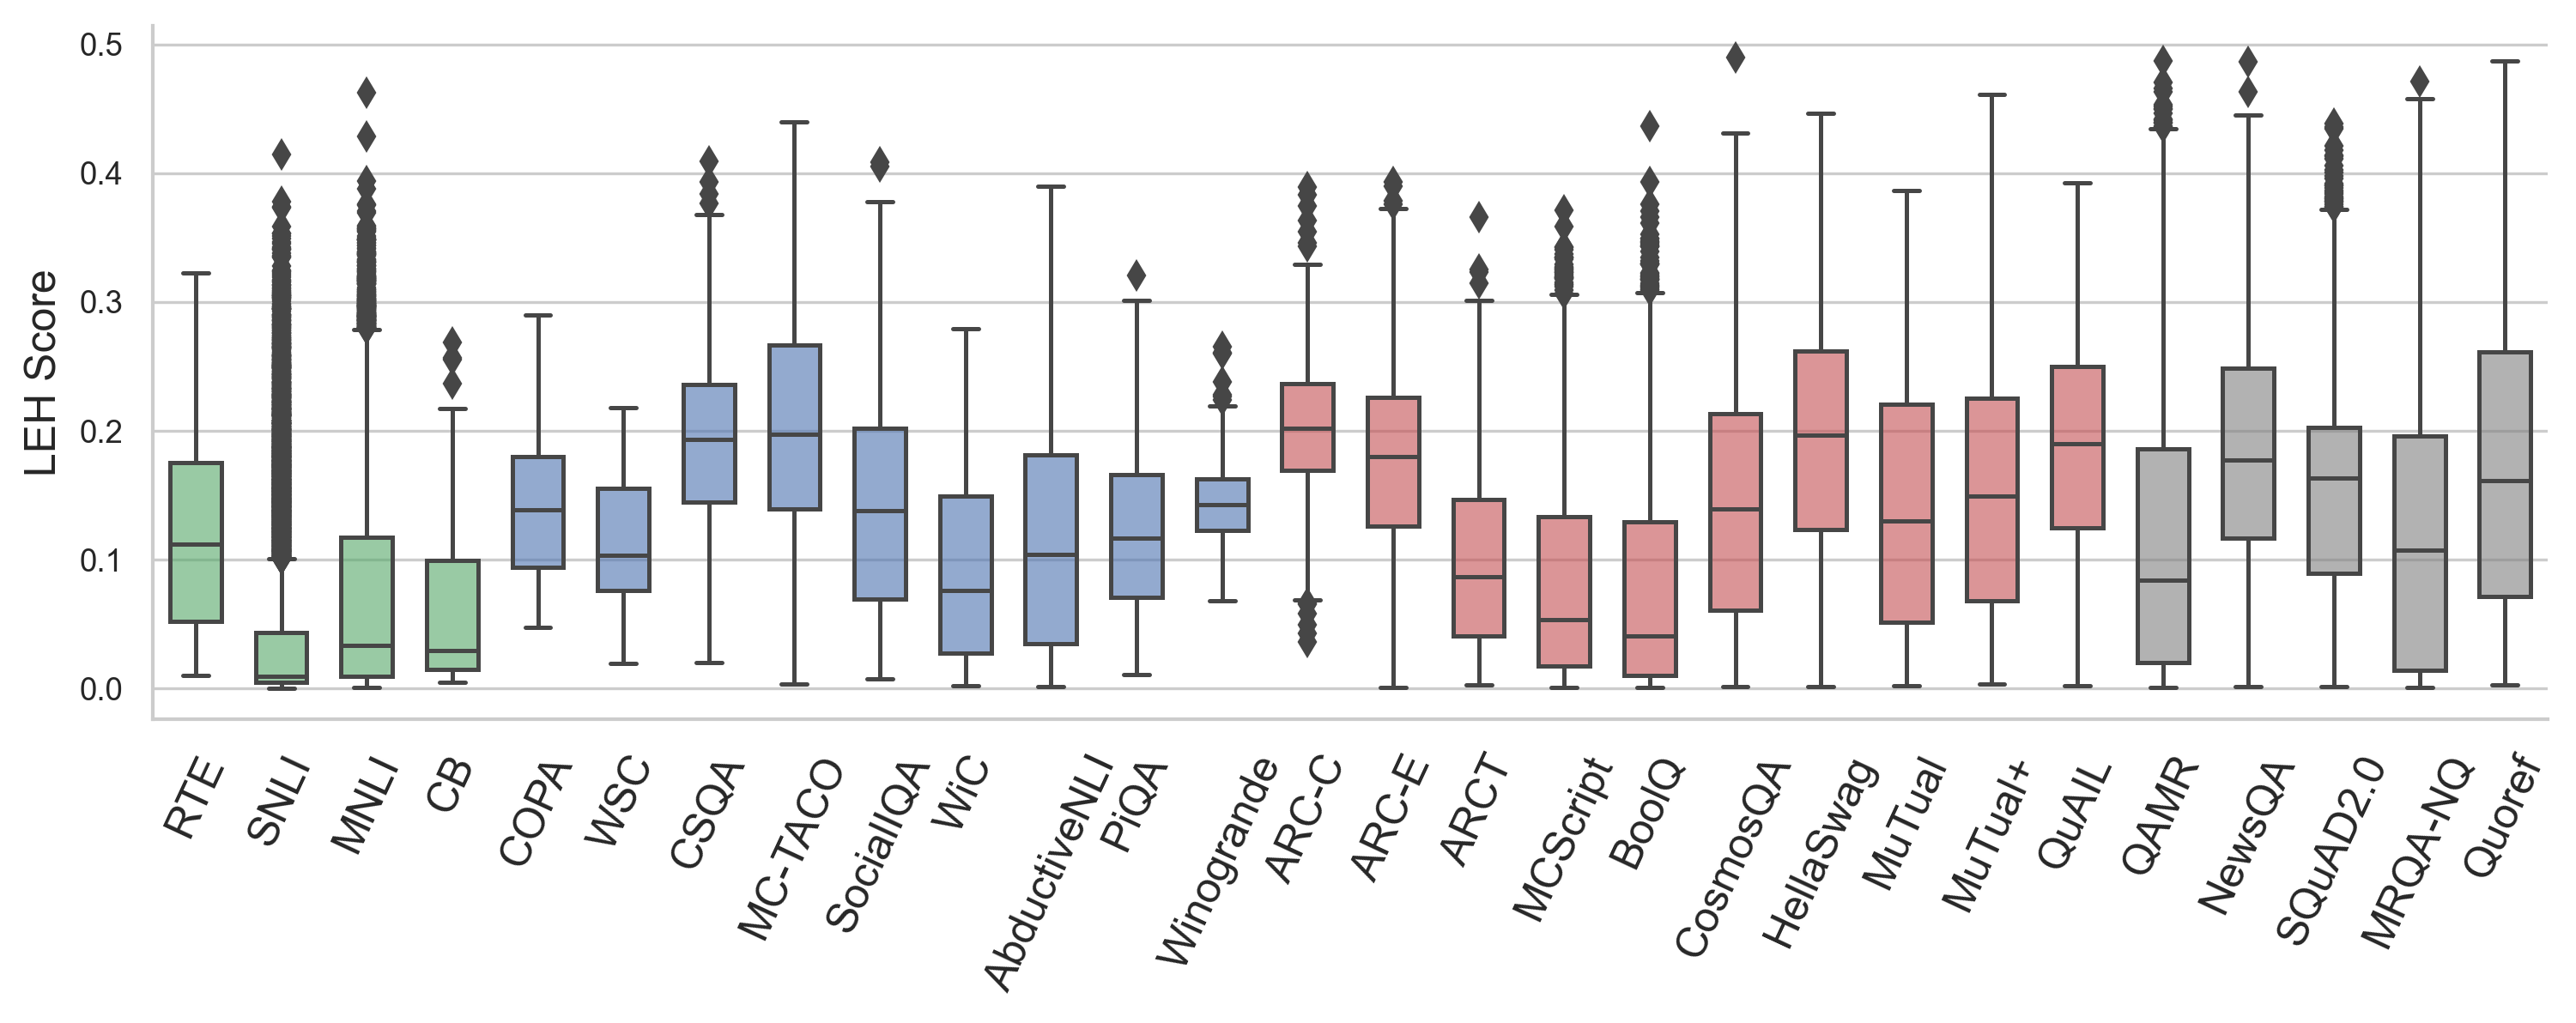 LEH Score
0.5
0.4
0.3
0.2
0.1
0.0
RTE
SNLI
MNLI
CB
COPA
WSC
CSQA
MC-TACO
SocialIQA
WiC
AbductiveNLI
PiQA
Winogrande
ARC-C
ARC-E
ARCT
MCScript
BoolQ
CosmosQA
HellaSwag
MuTual
MuTual+
QuAIL
QAMR
NewsQA
SQuAD2.0
MRQA-NQ
Quoref